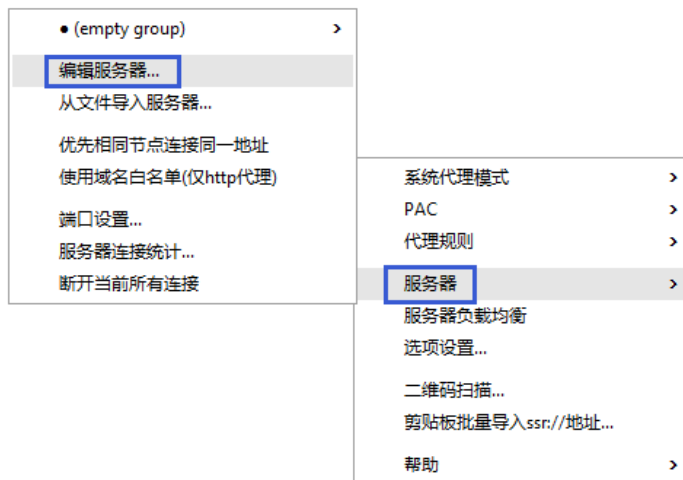 ● (empty group)
编辑服务器...
从文件导入服务器...
优先相同节点连接同一地址
使用域名白名单(仅http代理)
端口设置...
服务器连接统计...
断开当前所有连接
系统代理模式
PAC
代理规则
服务器
服务器负载均衡
选项设置...
二维码扫描...
剪贴板批量导入ssr://地址...
帮助